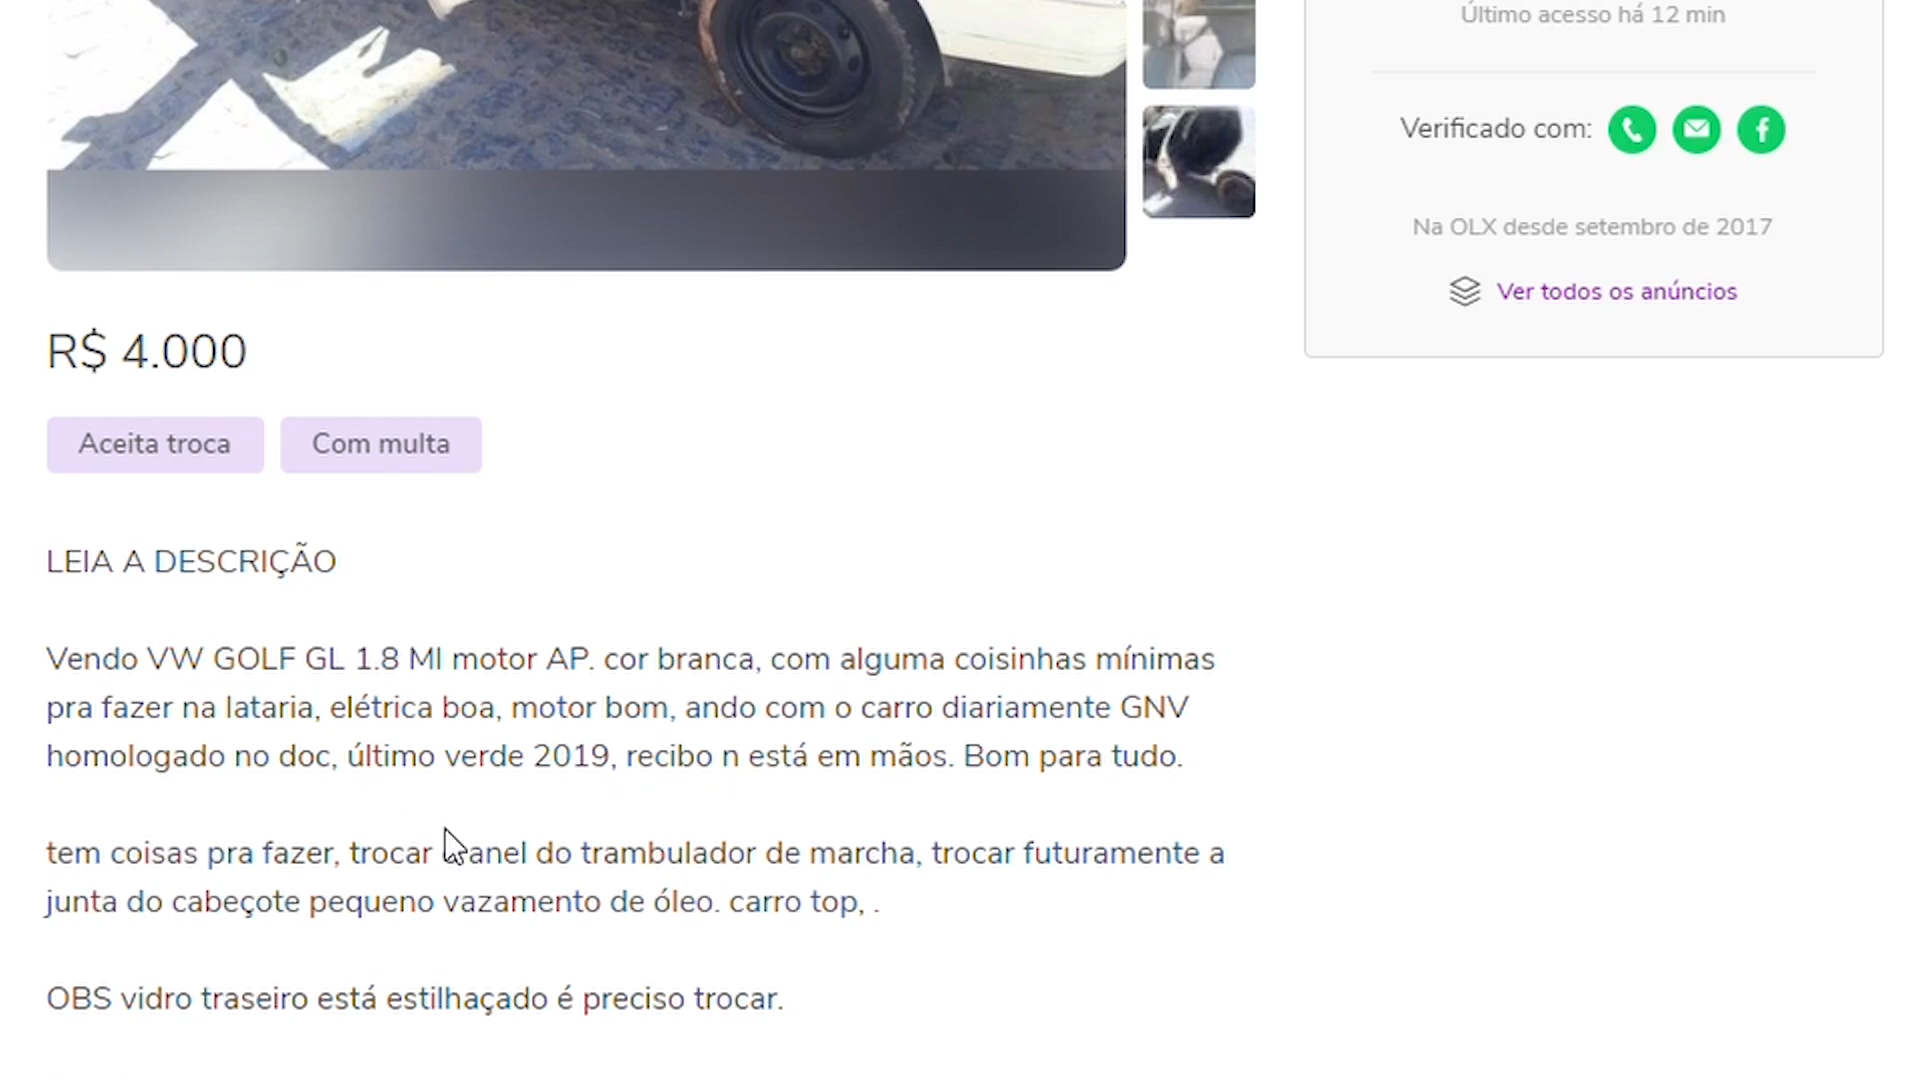 Último acesso há 12 min
Verificado com:
Na OLX desde setembro de 2017
Ver todos os anúncios
R$ 4.000
Aceita troca
Com multa
LEIA A DESCRIÇÃO
Vendo VW GOLF GL 1.8 MI motor AP. cor branca, com alguma coisinhas mínimas
pra fazer na lataria, elétrica boa, motor bom, ando com o carro diariamente GNV
homologado no doc, último verde 2019, recibo n está em mãos. Bom para tudo.
tem coisas pra fazer, trocar do trambulador de marcha, trocar futuramente a
junta do cabeçote pequeno vazamento de óleo. carro top, .
OBS vidro traseiro está estilhaçado é preciso trocar.